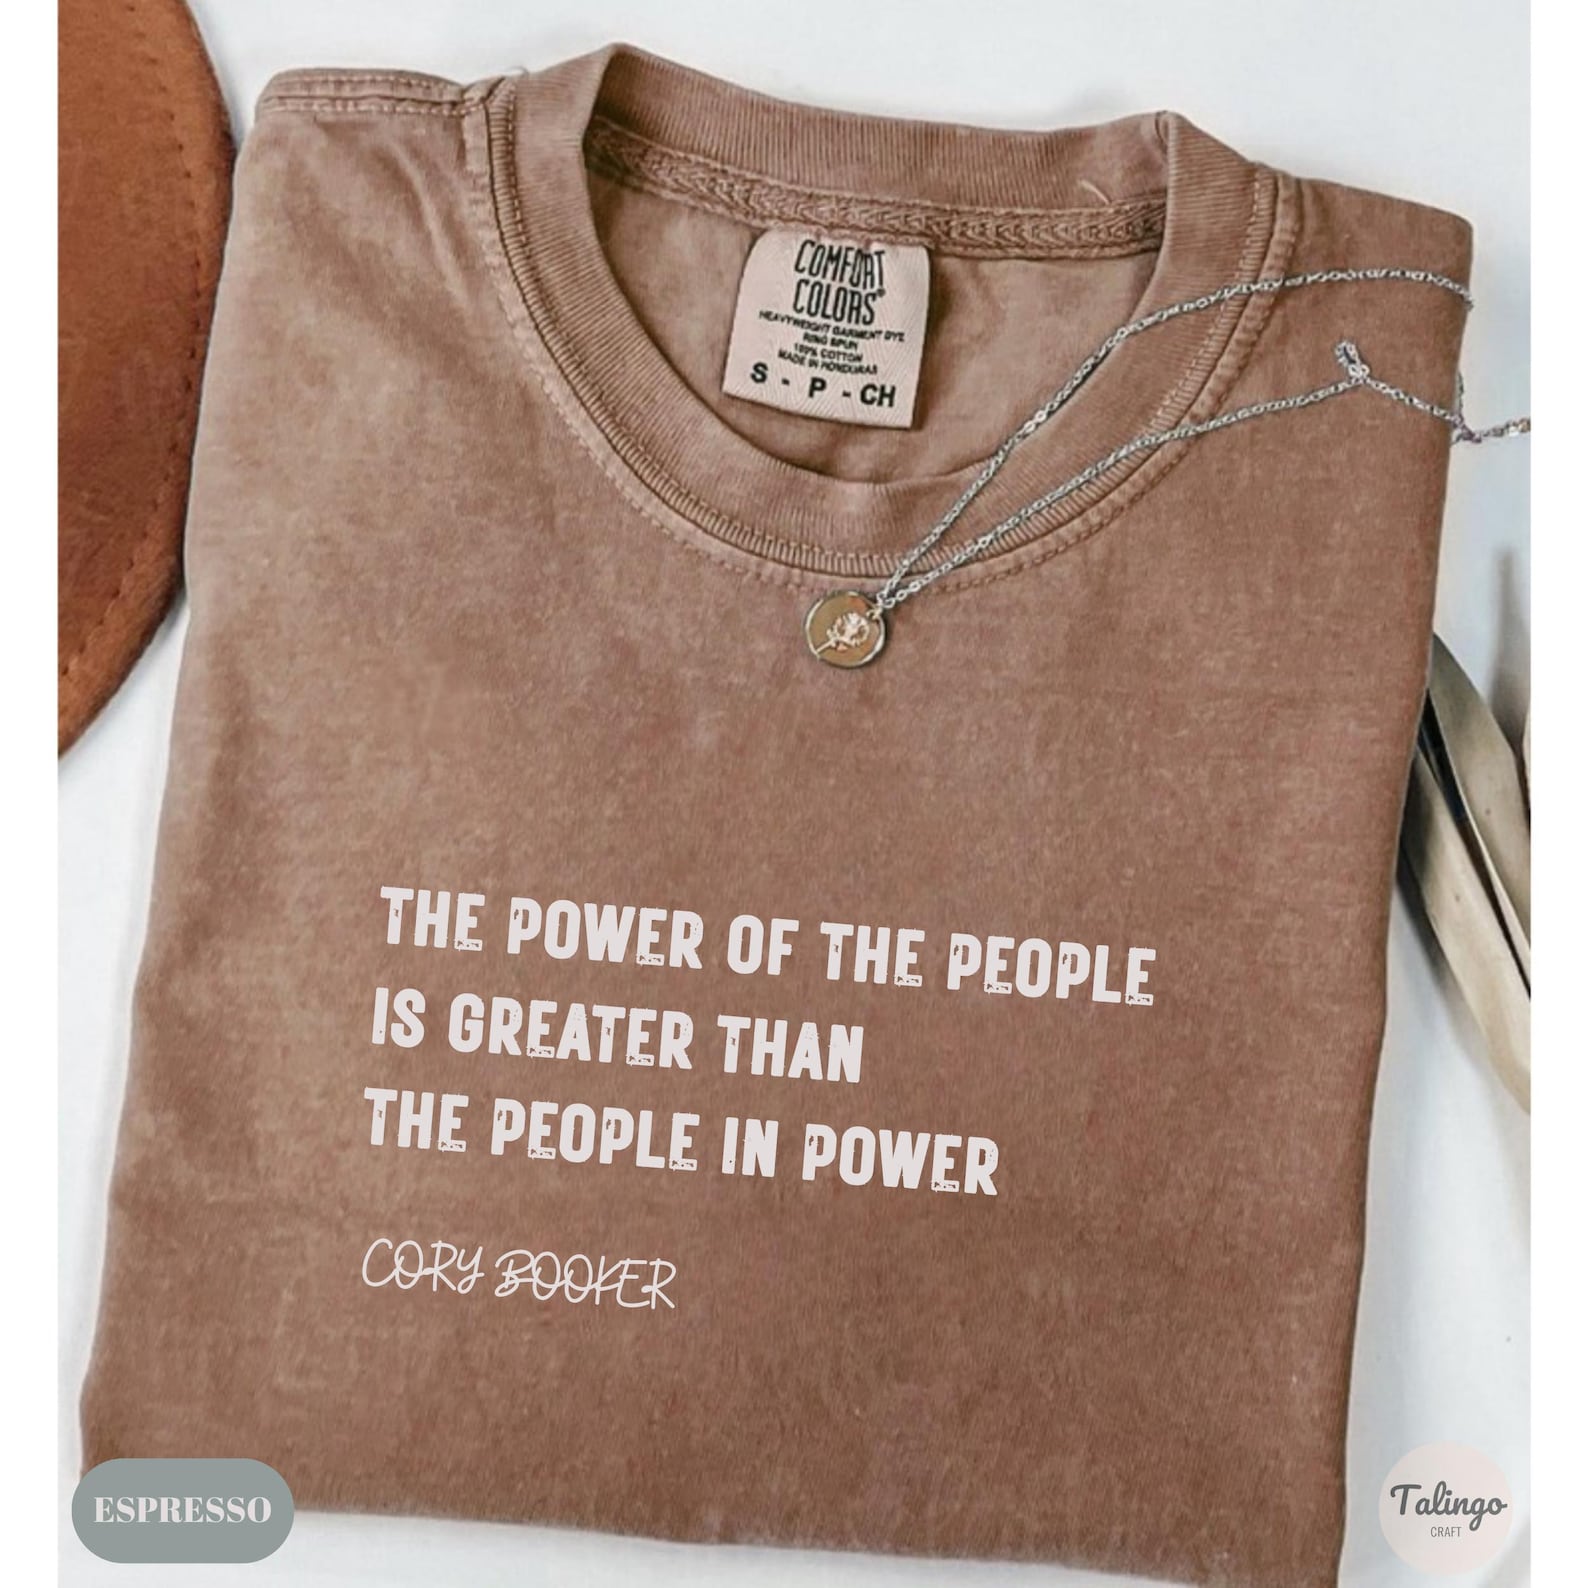 COMFORT
COLORS®
HEAVYWEIGHT GARMENT DYE
RING SPUN
100% COTTON
MADE IN HONDURAS
S - P - CH
THE POWER OF THE PEOPLE
IS GREATER THAN
THE PEOPLE IN POWER
CORY BOOKER
ESPRESSO
Talingo
CRAFT